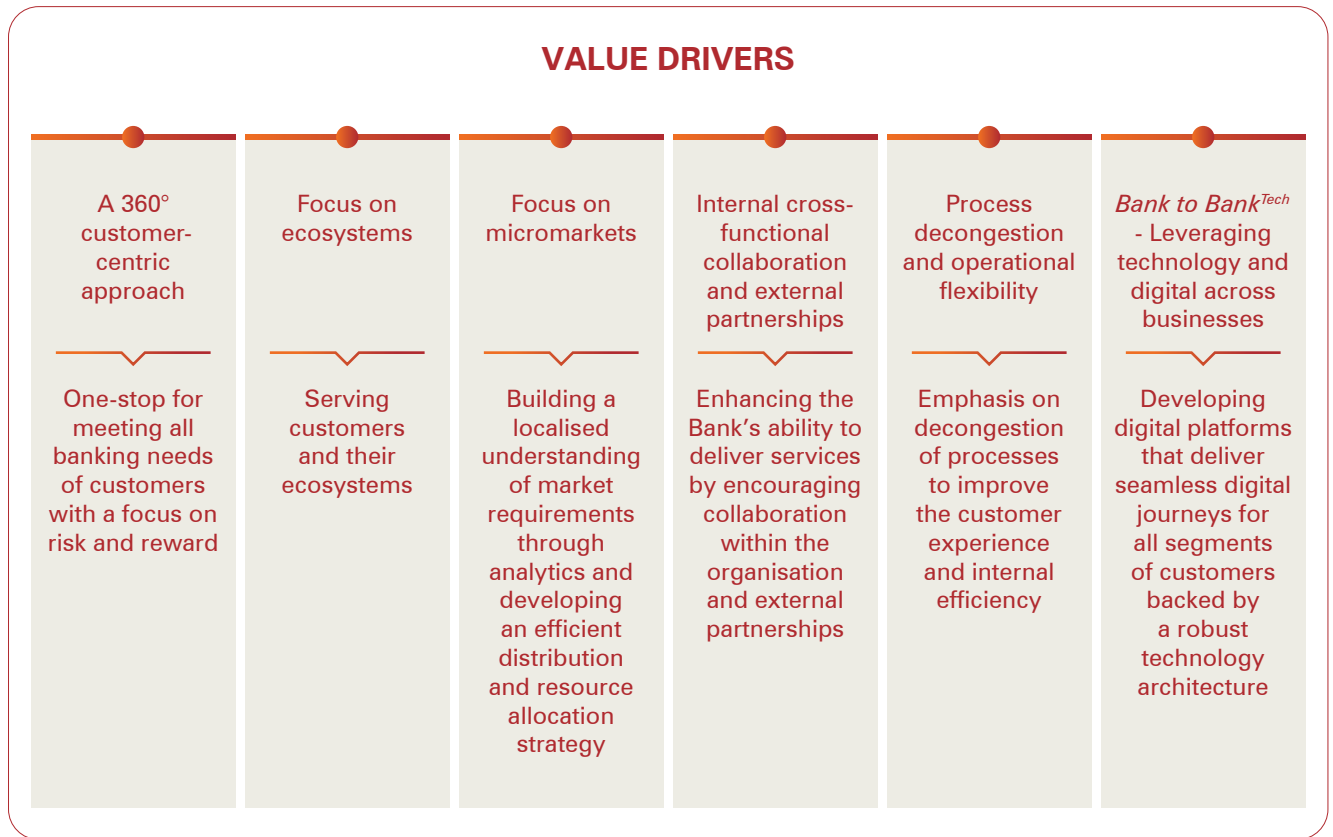 VALUE DRIVERS
A 360°
customer-
centric
approach
One-stop for
meeting all
banking needs
of customers
with a focus on
risk and reward
Focus on
ecosystems
Serving
customers
and their
ecosystems
Focus on
micromarkets
Building a
localised
understanding
of market
requirements
through
analytics and
developing
an efficient
distribution
and resource
allocation
strategy
Internal cross-
functional
collaboration
and external
partnerships
Enhancing the
Bank’s ability to
deliver services
by encouraging
collaboration
within the
organisation
and external
partnerships
Process
decongestion
and operational
flexibility
Emphasis on
decongestion
of processes
to improve
the customer
experience
and internal
efficiency
Bank to BankTech
- Leveraging
technology and
digital across
businesses
Developing
digital platforms
that deliver
seamless digital
journeys for
all segments
of customers
backed by
a robust
technology
architecture